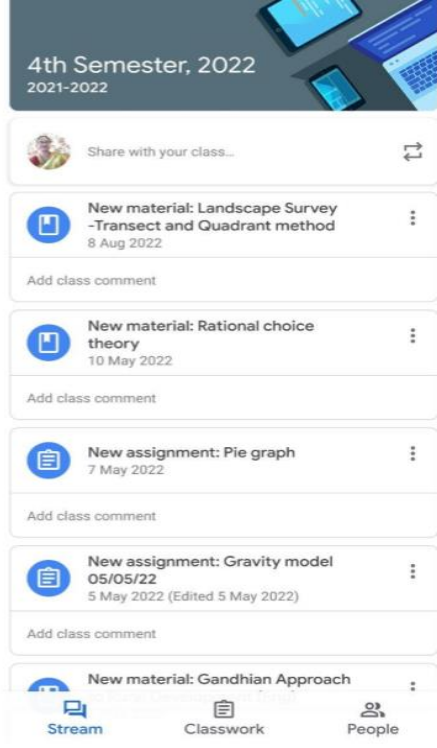 4th Semester, 2022
2021-2022
Share with your class...
New material: Landscape Survey
-Transect and Quadrant method
8 Aug 2022
Add class comment
New material: Rational choice
theory
10 May 2022
Add class comment
New assignment: Pie graph
7 May 2022
Add class comment
New assignment: Gravity model
05/05/22
5 May 2022 (Edited 5 May 2022)
Add class comment
New material: Gandhian Approach
Stream
Classwork
People